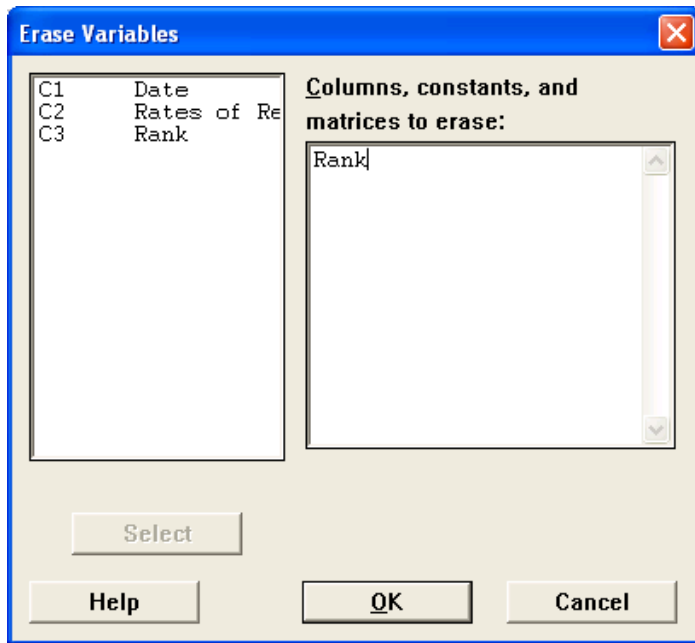 Erase Variables
C1 Date
C2 Rates of Re
C3 Rank
Columns, constants, and
matrices to erase:
Rank
Select
Help
OK
Cancel